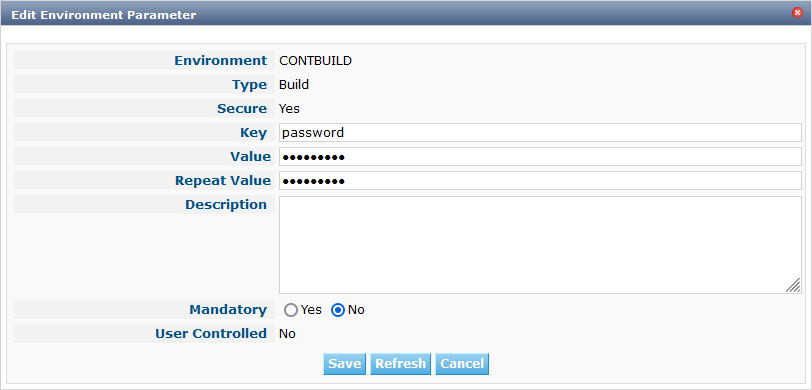 Edit Environment Parameter
Environment CONTBUILD
Type Build
Secure Yes
Key password
Value •••••••••
Repeat Value •••••••••
Description
Mandatory Yes No
User Controlled No
Save Refresh Cancel